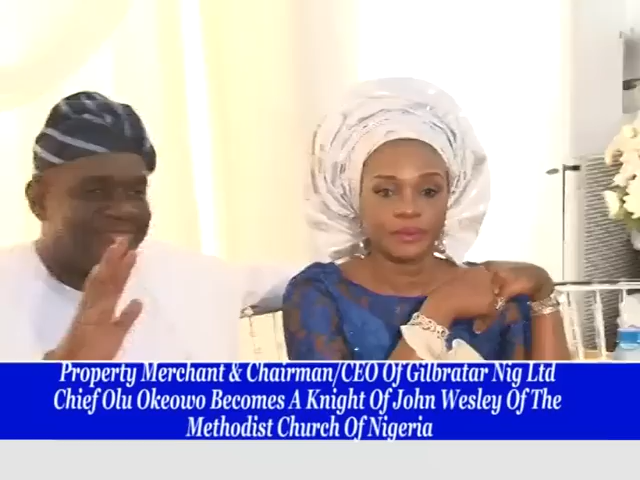 Property Merchant & Chairman/CEO Of Gilbratar Nig Ltd
Chief Olu Okeowo Becomes A Knight Of John Wesley Of The
Methodist Church Of Nigeria